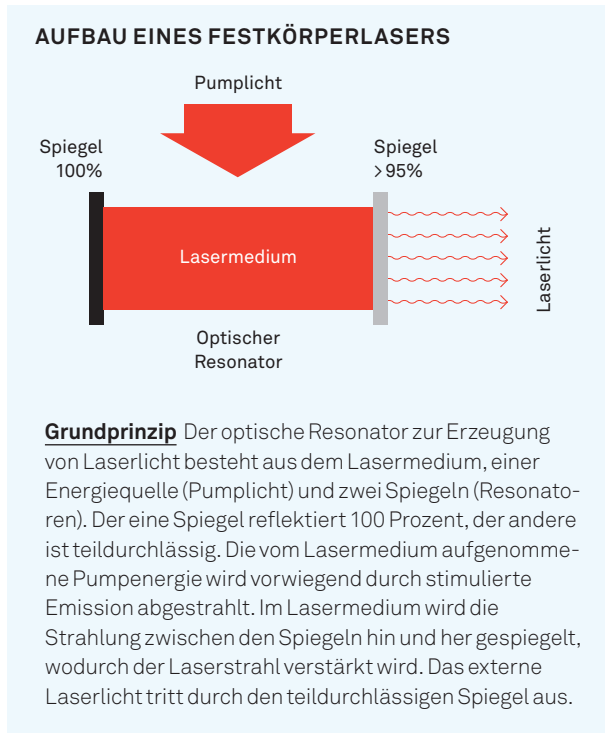 AUFBAU EINES FESTKÖRPERLASERS
Pumplicht
Spiegel
100%
Spiegel
>95%
Lasermedium
Laserlicht
Optischer
Resonator
Grundprinzip Der optische Resonator zur Erzeugung
von Laserlicht besteht aus dem Lasermedium, einer
Energiequelle (Pumplicht) und zwei Spiegeln (Resonato-
ren). Der eine Spiegel reflektiert 100 Prozent, der andere
ist teildurchlässig. Die vom Lasermedium aufgenomme-
ne Pumpenergie wird vorwiegend durch stimulierte
Emission abgestrahlt. Im Lasermedium wird die
Strahlung zwischen den Spiegeln hin und her gespiegelt,
wodurch der Laserstrahl verstärkt wird. Das externe
Laserlicht tritt durch den teildurchlässigen Spiegel aus.